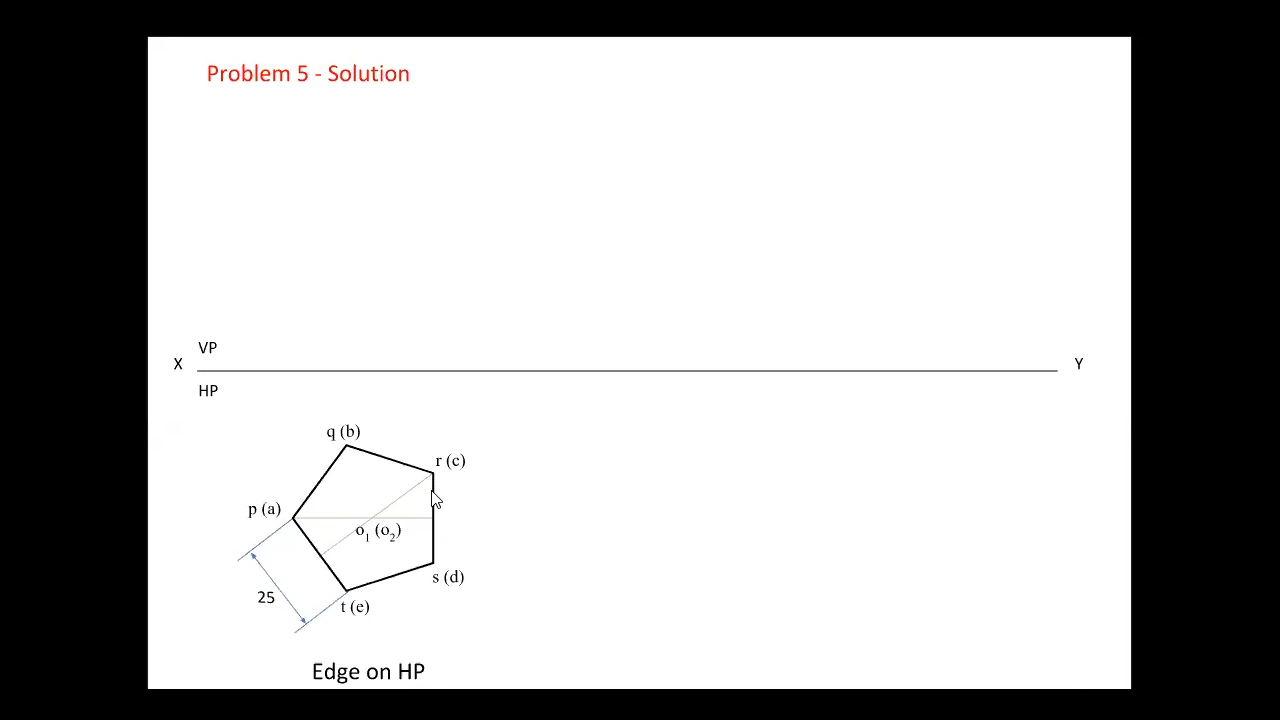 Problem 5 - Solution
VP
X
Y
HP
q (b)
r (c)
p (a)
o1 (o2)
s (d)
25
t (e)
Edge on HP